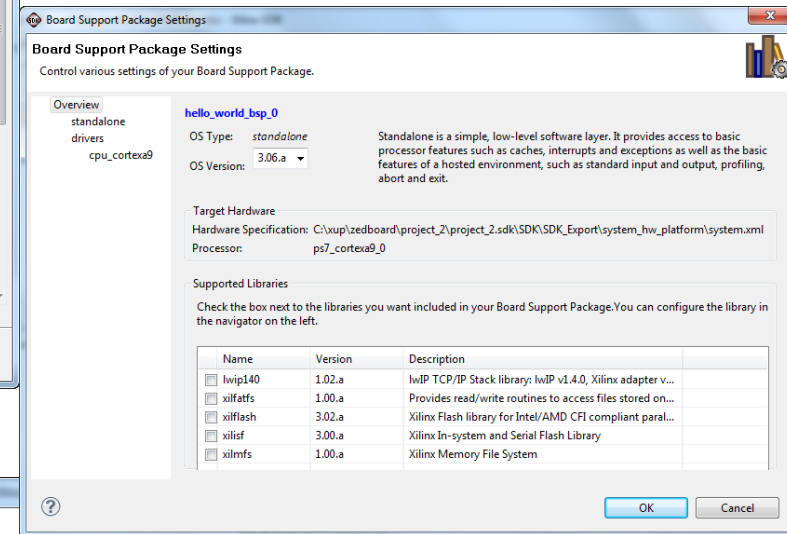 Board Support Package Settings
Board Support Package Settings
Control various settings of your Board Support Package.
Overview
standalone
drivers
cpu_cortexa9
hello_world_bsp_0
OS Type: standalone
OS Version: 3.06.a
Standalone is a simple, low-level software layer. It provides access to basic
processor features such as caches, interrupts and exceptions as well as the basic
features of a hosted environment, such as standard input and output, profiling,
abort and exit.
Target Hardware
Hardware Specification: C:\xup\zedboard\project_2\project_2.sdk\SDK\SDK_Export\system_hw_platform\system.xml
Processor: ps7_cortexa9_0
Supported Libraries
Check the box next to the libraries you want included in your Board Support Package.You can configure the library in
the navigator on the left.
Name Version Description
lwip140 1.02.a lwIP TCP/IP Stack library: lwIP v1.4.0, Xilinx adapter v...
xilfatfs 1.00.a Provides read/write routines to access files stored on...
xilflash 3.02.a Xilinx Flash library for Intel/AMD CFI compliant paral...
xilisf 3.00.a Xilinx In-system and Serial Flash Library
xilmfs 1.00.a Xilinx Memory File System
?
OK Cancel